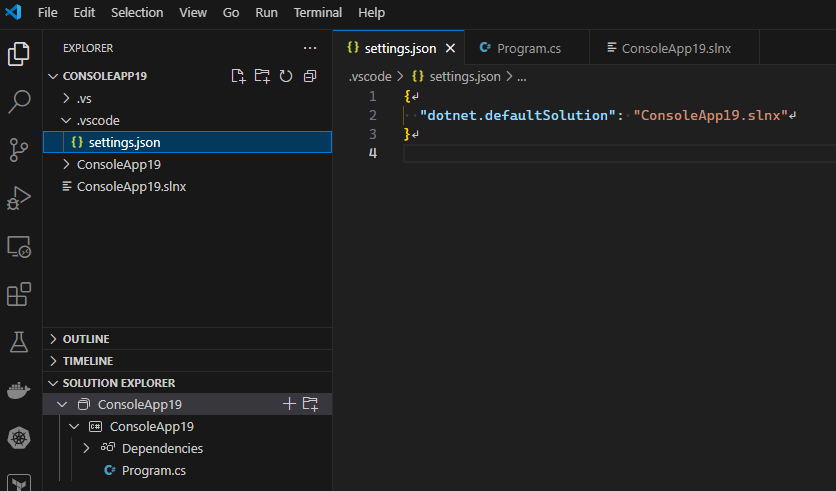 File Edit Selection View Go Run Terminal Help
EXPLORER
CONSOLEAPP19
.vs
.vscode
settings.json
ConsoleApp19
ConsoleApp19.slnx
OUTLINE
TIMELINE
SOLUTION EXPLORER
ConsoleApp19
C# ConsoleApp19
Dependencies
C# Program.cs
{} settings.json C# Program.cs ConsoleApp19.slnx
.vscode > {} settings.json > ...
1 {
2 "dotnet.defaultSolution": "ConsoleApp19.slnx"
3 }
4